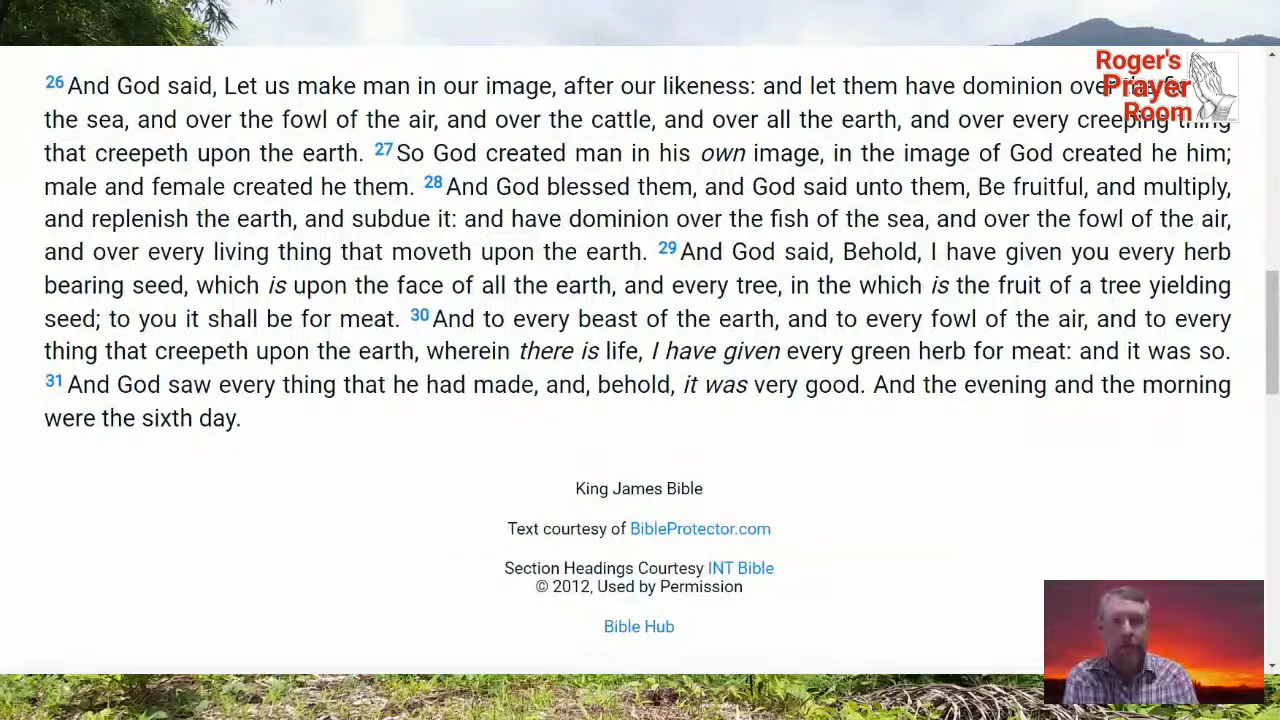 26 And God said, Let us make man in our image, after our likeness: and let them have dominion over
the sea, and over the fowl of the air, and over the cattle, and over all the earth, and over every creeping thing
that creepeth upon the earth. 27 So God created man in his own image, in the image of God created he him;
male and female created he them. 28 And God blessed them, and God said unto them, Be fruitful, and multiply,
and replenish the earth, and subdue it: and have dominion over the fish of the sea, and over the fowl of the air,
and over every living thing that moveth upon the earth. 29 And God said, Behold, I have given you every herb
bearing seed, which is upon the face of all the earth, and every tree, in the which is the fruit of a tree yielding
seed; to you it shall be for meat. 30 And to every beast of the earth, and to every fowl of the air, and to every
thing that creepeth upon the earth, wherein there is life, I have given every green herb for meat: and it was so.
31 And God saw every thing that he had made, and, behold, it was very good. And the evening and the morning
were the sixth day.
Roger's
Prayer
Room
King James Bible
Text courtesy of BibleProtector.com
Section Headings Courtesy INT Bible
© 2012, Used by Permission
Bible Hub